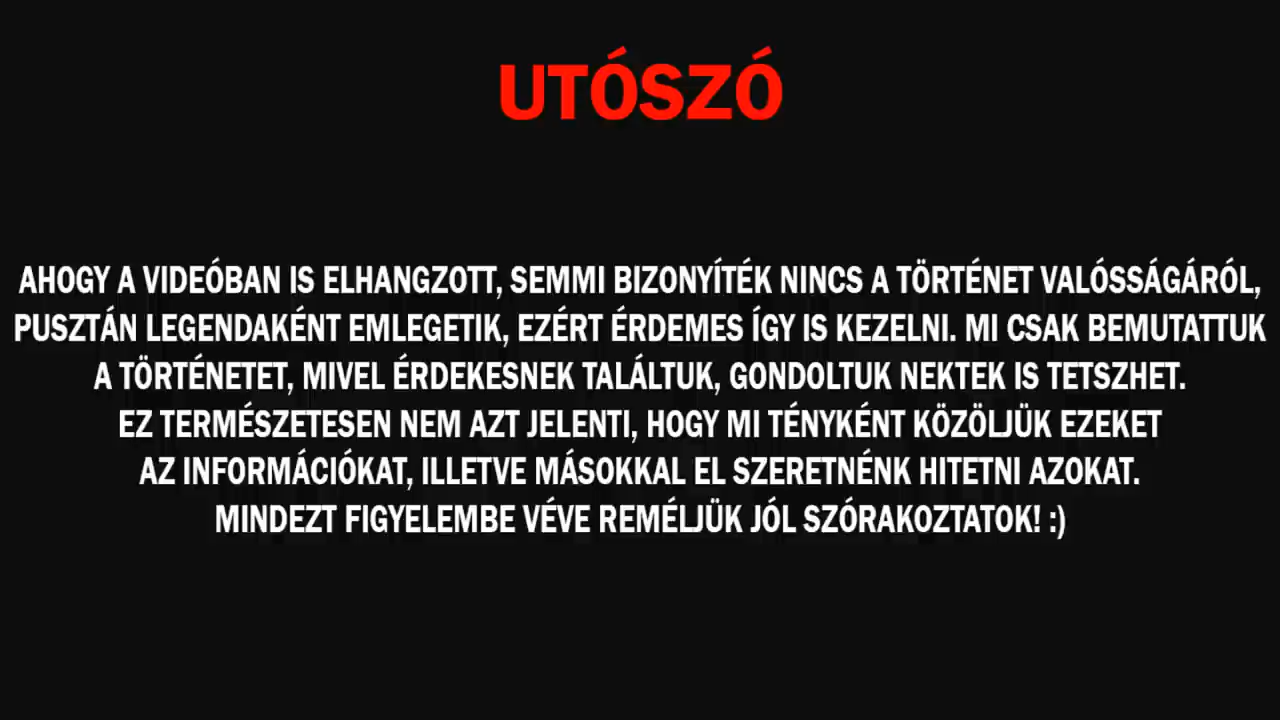 UTÓSZÓ
AHOGY A VIDEÓBAN IS ELHANGZOTT, SEMMI BIZONYÍTÉK NINCS A TÖRTÉNET VALÓSSÁGÁRÓL,
PUSZTÁN LEGENDAKÉNT EMLEGETIK, EZÉRT ÉRDEMES ÍGY IS KEZELNI. MI CSAK BEMUTATTUK
A TÖRTÉNETET, MIVEL ÉRDEKESNEK TALÁLTUK, GONDOLTUK NEKTEK IS TETSZHET.
EZ TERMÉSZETESEN NEM AZT JELENTI, HOGY MI TÉNYKÉNT KÖZÖLJÜK EZEKET
AZ INFORMÁCIÓKAT, ILLETVE MÁSOKKAL EL SZERETNÉNK HITETNI AZOKAT.
MINDEZT FIGYELEMBE VÉVE REMÉLJÜK JÓL SZÓRAKOZTATOK! :)